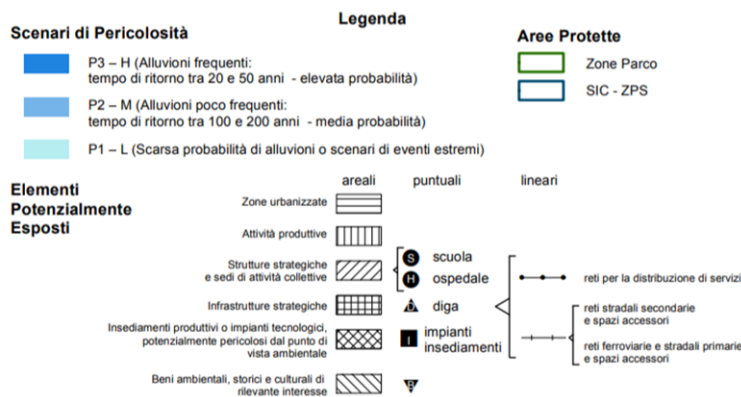 Legenda
Scenari di Pericolosità
P3 – H (Alluvioni frequenti:
tempo di ritorno tra 20 e 50 anni - elevata probabilità)
P2 – M (Alluvioni poco frequenti:
tempo di ritorno tra 100 e 200 anni - media probabilità)
P1 – L (Scarsa probabilità di alluvioni o scenari di eventi estremi)
Aree Protette
Zone Parco
SIC - ZPS
Elementi
Potenzialmente
Esposti
areali
puntuali
lineari
Zone urbanizzate
Attività produttive
Strutture strategiche
e sedi di attività collettive
S scuola
H ospedale
Infrastrutture strategiche
D diga
Insediamenti produttivi o impianti tecnologici,
potenzialmente pericolosi dal punto di
vista ambientale
I impianti
insediamenti
Beni ambientali, storici e culturali di
rilevante interesse
B
reti per la distribuzione di servizi
reti stradali secondarie
e spazi accessori
reti ferroviarie e stradali primarie
e spazi accessori